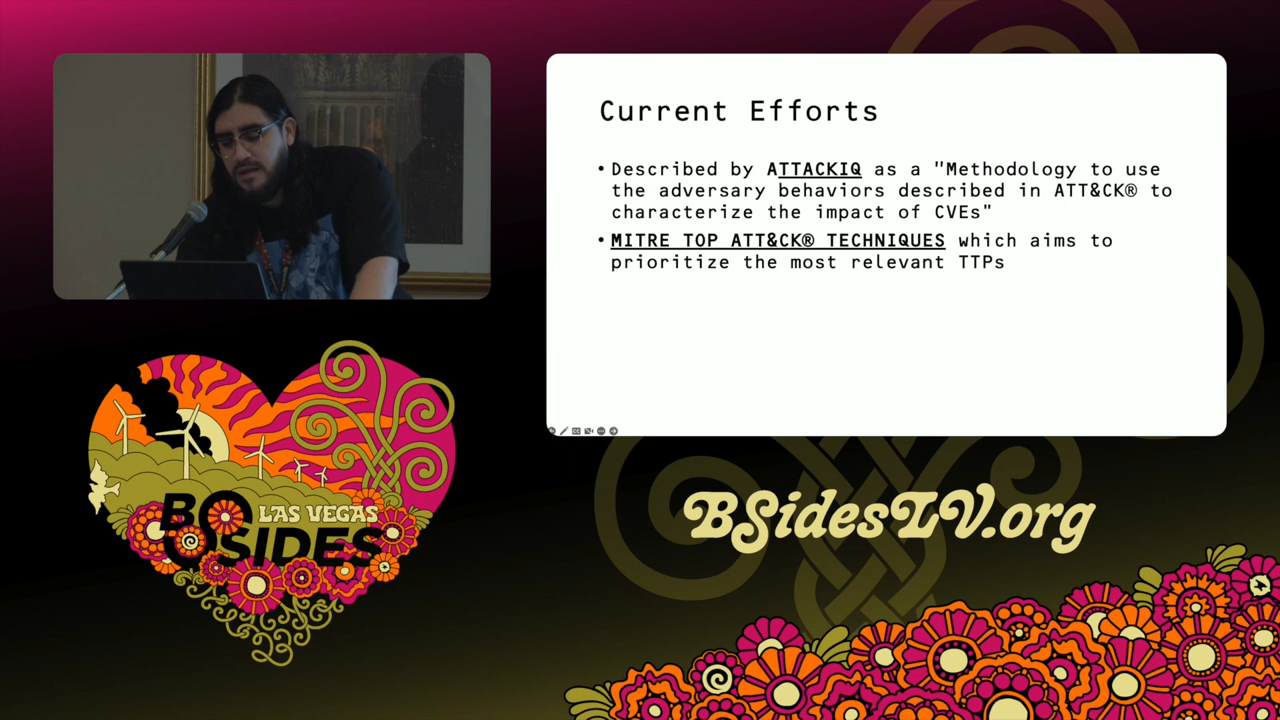 Current Efforts
• Described by ATTACKIQ as a "Methodology to use
the adversary behaviors described in ATT&CK® to
characterize the impact of CVEs"
• MITRE TOP ATT&CK® TECHNIQUES which aims to
prioritize the most relevant TTPs
LAS VEGAS
BSIDES
BSidesLV.org